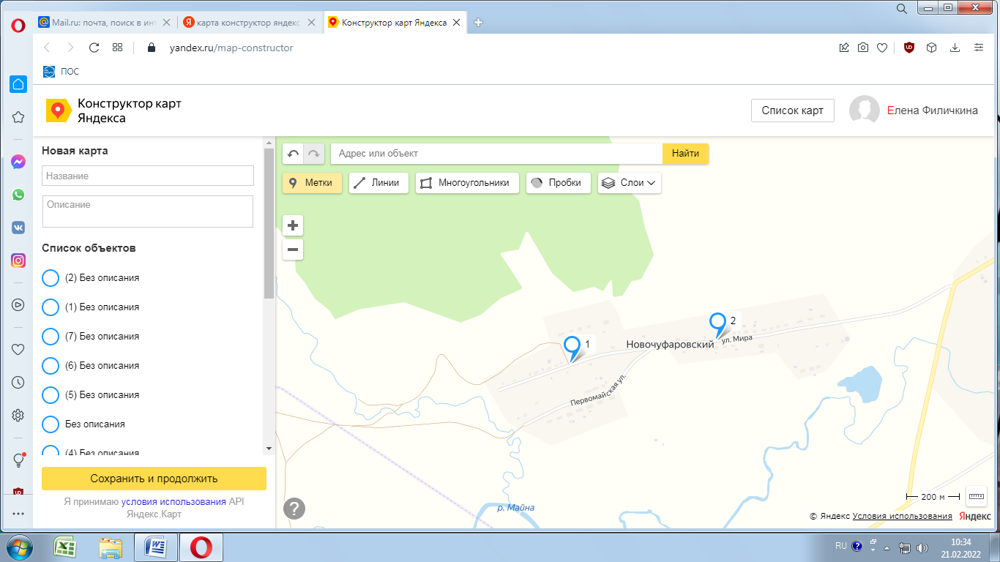 Mail.ru: почта, поиск в инт
карта конструктор яндекс
Конструктор карт Яндекса
yandex.ru/map-constructor
ПОС
Конструктор карт
Яндекса
Список карт
Елена Филичкина
Новая карта
Название
Описание
Список объектов
(2) Без описания
(1) Без описания
(7) Без описания
(6) Без описания
(5) Без описания
Без описания
(4) Без описания
Сохранить и продолжить
Я принимаю условия использования API
Яндекс.Карт
Адрес или объект
Найти
Метки
Линии
Многоугольники
Пробки
Слои
2
1
Новочуфаровский
ул. Мира
Первомайская ул.
р. Майна
200 м
© Яндекс Условия использования
Яндекс
RU
10:34
21.02.2022